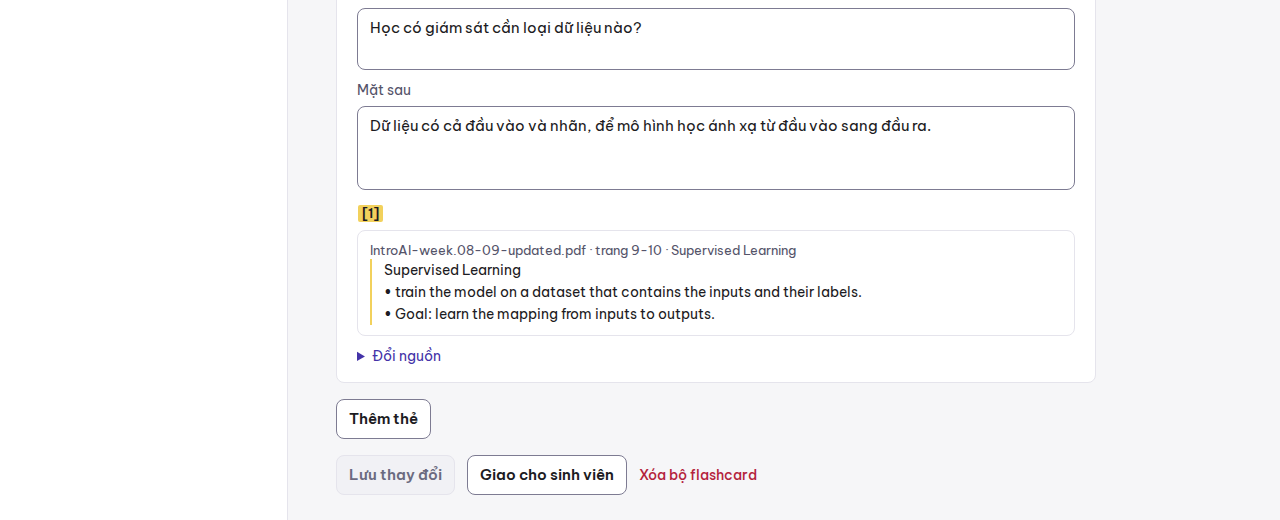 Học có giám sát cần loại dữ liệu nào?
Mặt sau
Dữ liệu có cả đầu vào và nhãn, để mô hình học ánh xạ từ đầu vào sang đầu ra.
[1]
IntroAI-week.08-09-updated.pdf · trang 9-10 · Supervised Learning
Supervised Learning
• train the model on a dataset that contains the inputs and their labels.
• Goal: learn the mapping from inputs to outputs.
▶ Đổi nguồn
Thêm thẻ
Lưu thay đổi
Giao cho sinh viên
Xóa bộ flashcard